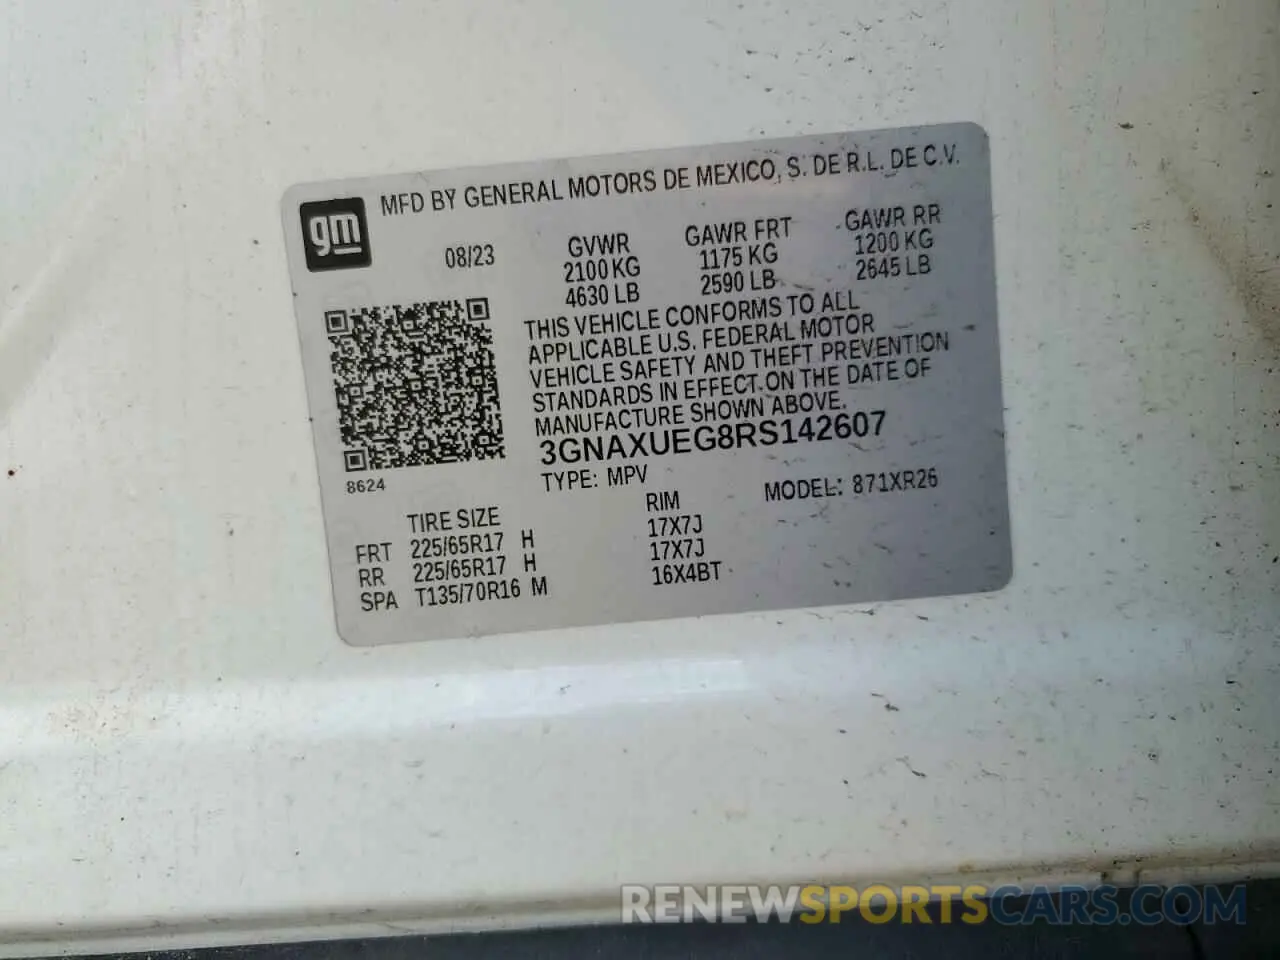 MFD BY GENERAL MOTORS DE MEXICO, S. DE R.L. DE C.V.
gm
08/23
GVWR
2100 KG
4630 LB
GAWR FRT
1175 KG
2590 LB
GAWR RR
1200 KG
2645 LB
THIS VEHICLE CONFORMS TO ALL
APPLICABLE U.S. FEDERAL MOTOR
VEHICLE SAFETY AND THEFT PREVENTION
STANDARDS IN EFFECT ON THE DATE OF
MANUFACTURE SHOWN ABOVE.
3GNAXUEG8RS142607
8624
TYPE: MPV
MODEL: 871XR26
TIRE SIZE
RIM
FRT 225/65R17 H 17X7J
RR 225/65R17 H 17X7J
SPA T135/70R16 M 16X4BT
RENEWSPORTSCARS.COM